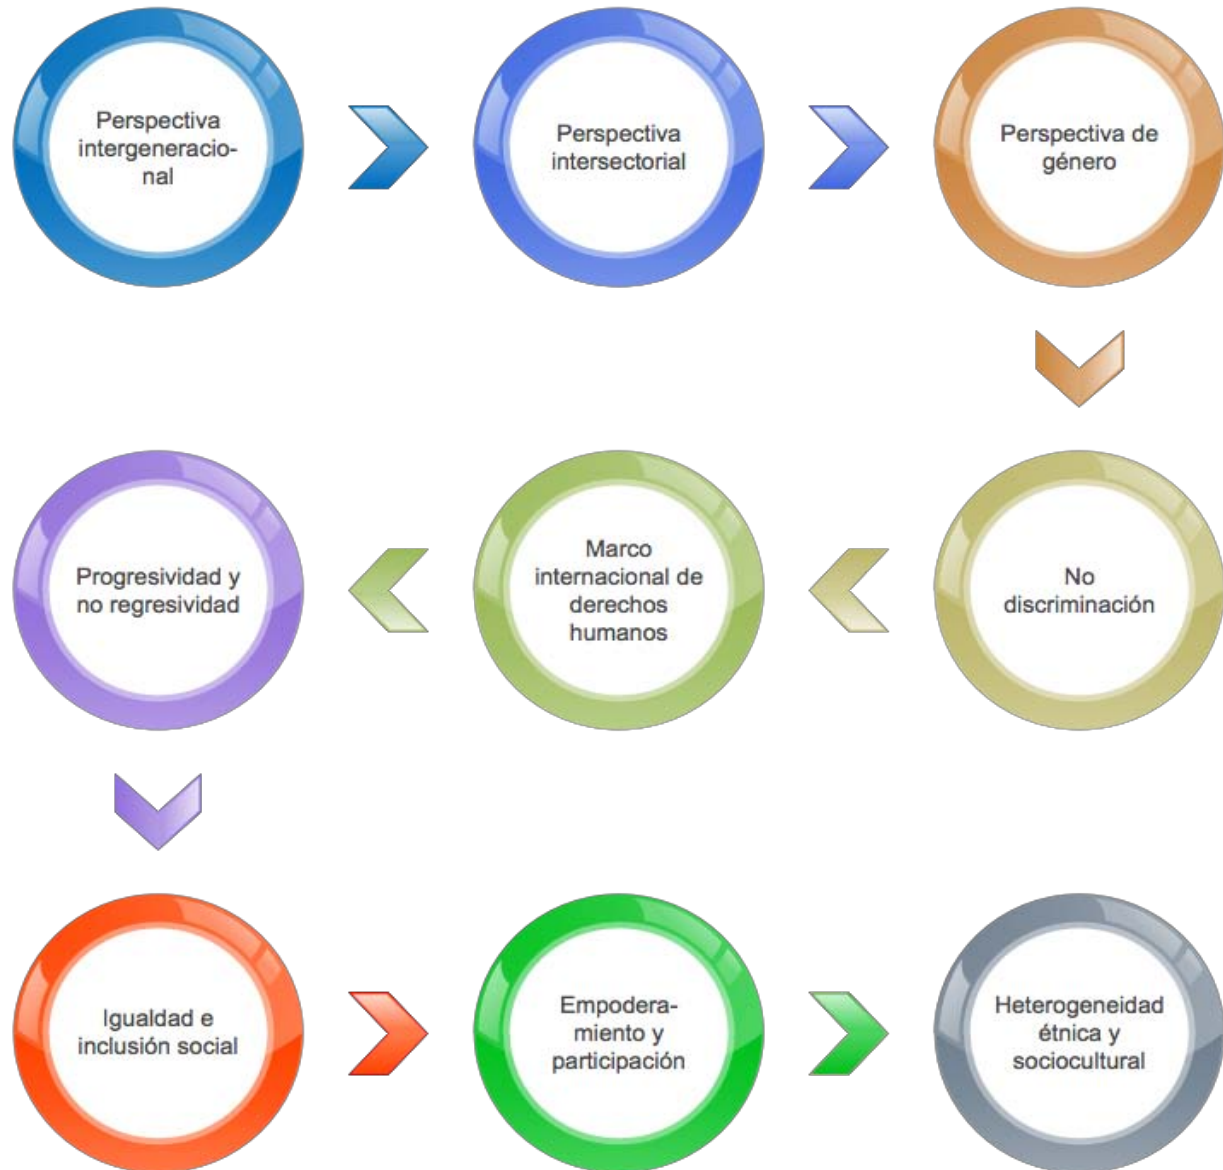 Perspectiva
intergeneracio-
nal
Perspectiva
intersectorial
Perspectiva de
género
No
discriminación
Marco
internacional de
derechos
humanos
Progresividad y
no regresividad
Igualdad e
inclusión social
Empodera-
miento y
participación
Heterogeneidad
étnica y
sociocultural